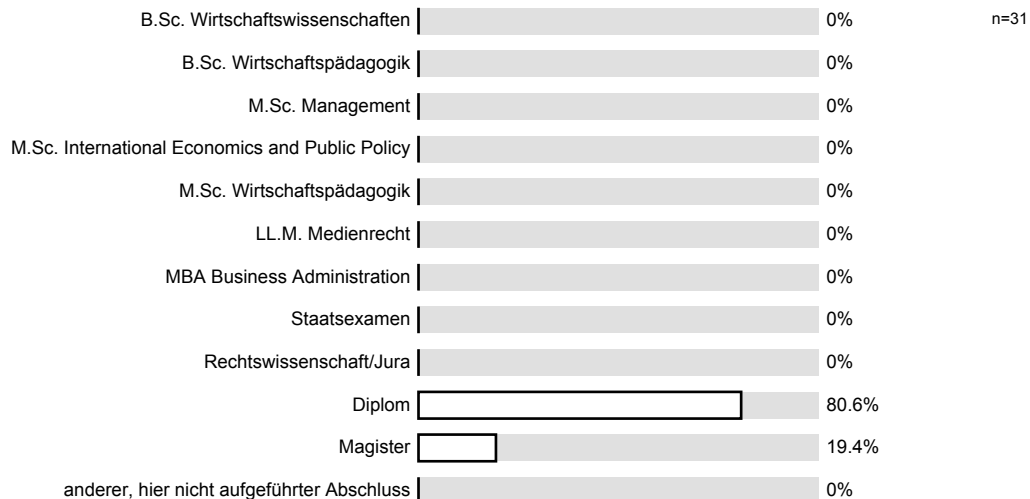 B.Sc. Wirtschaftswissenschaften 0% n=31
B.Sc. Wirtschaftspädagogik 0%
M.Sc. Management 0%
M.Sc. International Economics and Public Policy 0%
M.Sc. Wirtschaftspädagogik 0%
LL.M. Medienrecht 0%
MBA Business Administration 0%
Staatsexamen 0%
Rechtswissenschaft/Jura 0%
Diplom 80.6%
Magister 19.4%
anderer, hier nicht aufgeführter Abschluss 0%